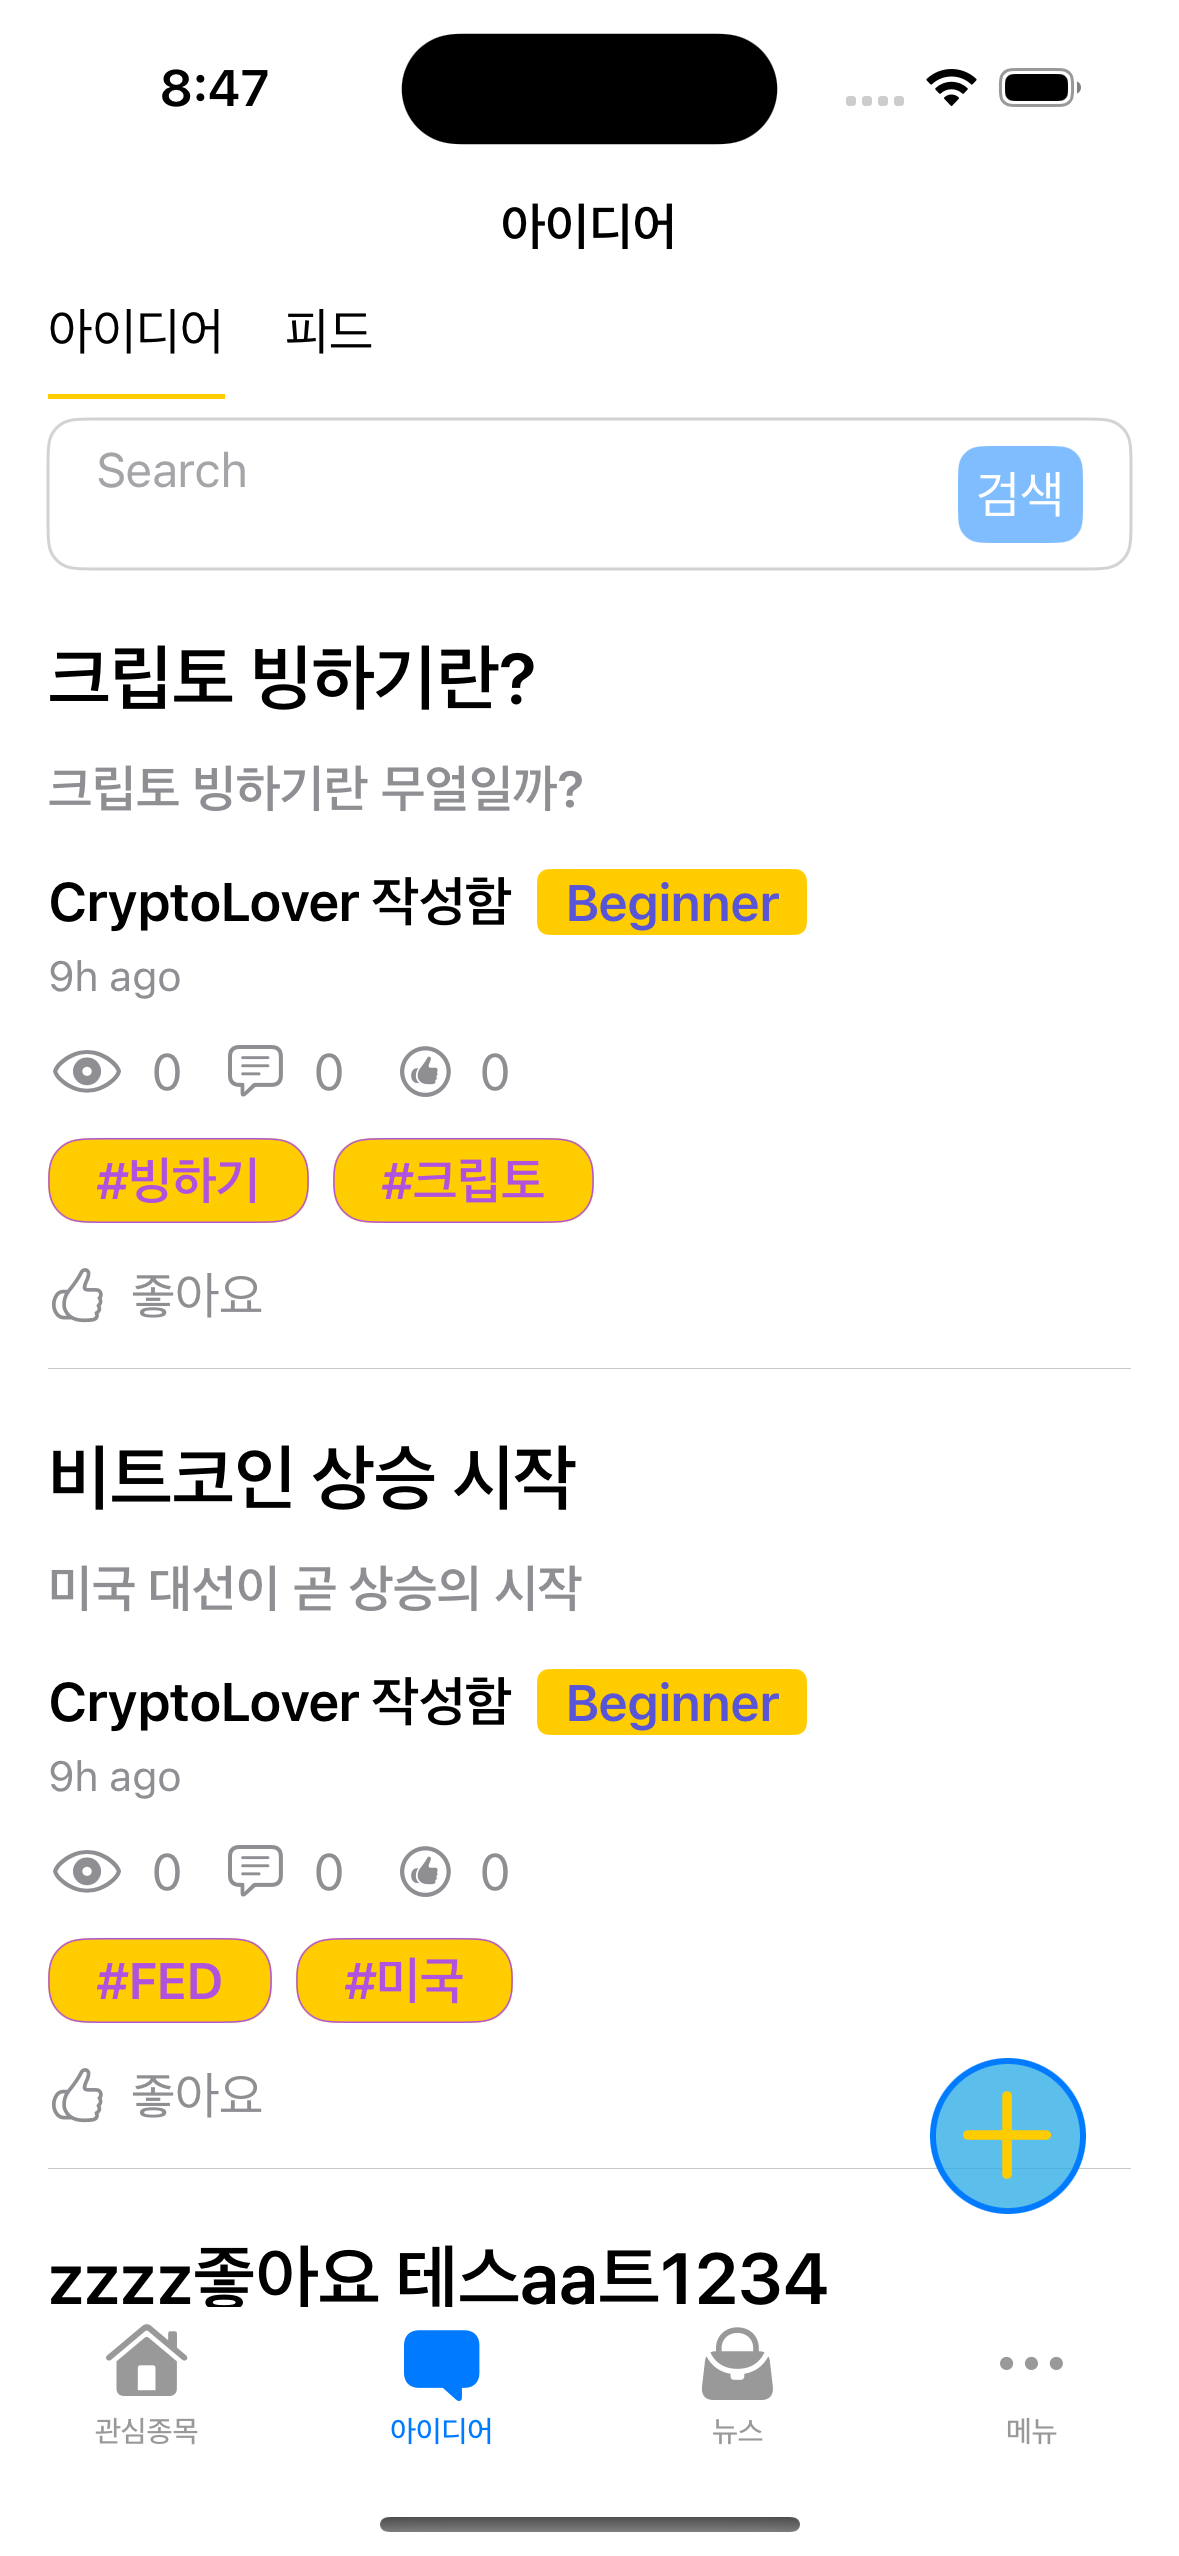 8:47
아이디어
아이디어 피드
Search 검색
크립토 빙하기란?
크립토 빙하기란 무얼일까?
CryptoLover 작성함 Beginner
9h ago
0 0 0
#빙하기 #크립토
좋아요
비트코인 상승 시작
미국 대선이 곧 상승의 시작
CryptoLover 작성함 Beginner
9h ago
0 0 0
#FED #미국
좋아요
zzzz좋아요 테스aa트1234
관심종목 아이디어 뉴스 메뉴